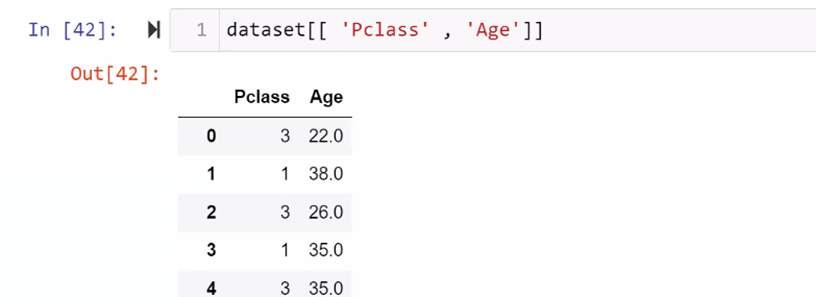 In [42]: 1 dataset[[ 'Pclass' , 'Age']]
Out[42]:
Pclass Age
0 3 22.0
1 1 38.0
2 3 26.0
3 1 35.0
4 3 35.0